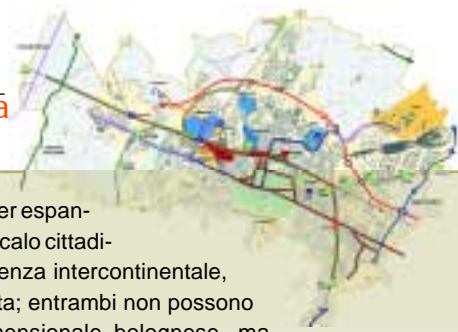 a
er espan-
calo cittadi-
enza intercontinentale,
ta; entrambi non possono